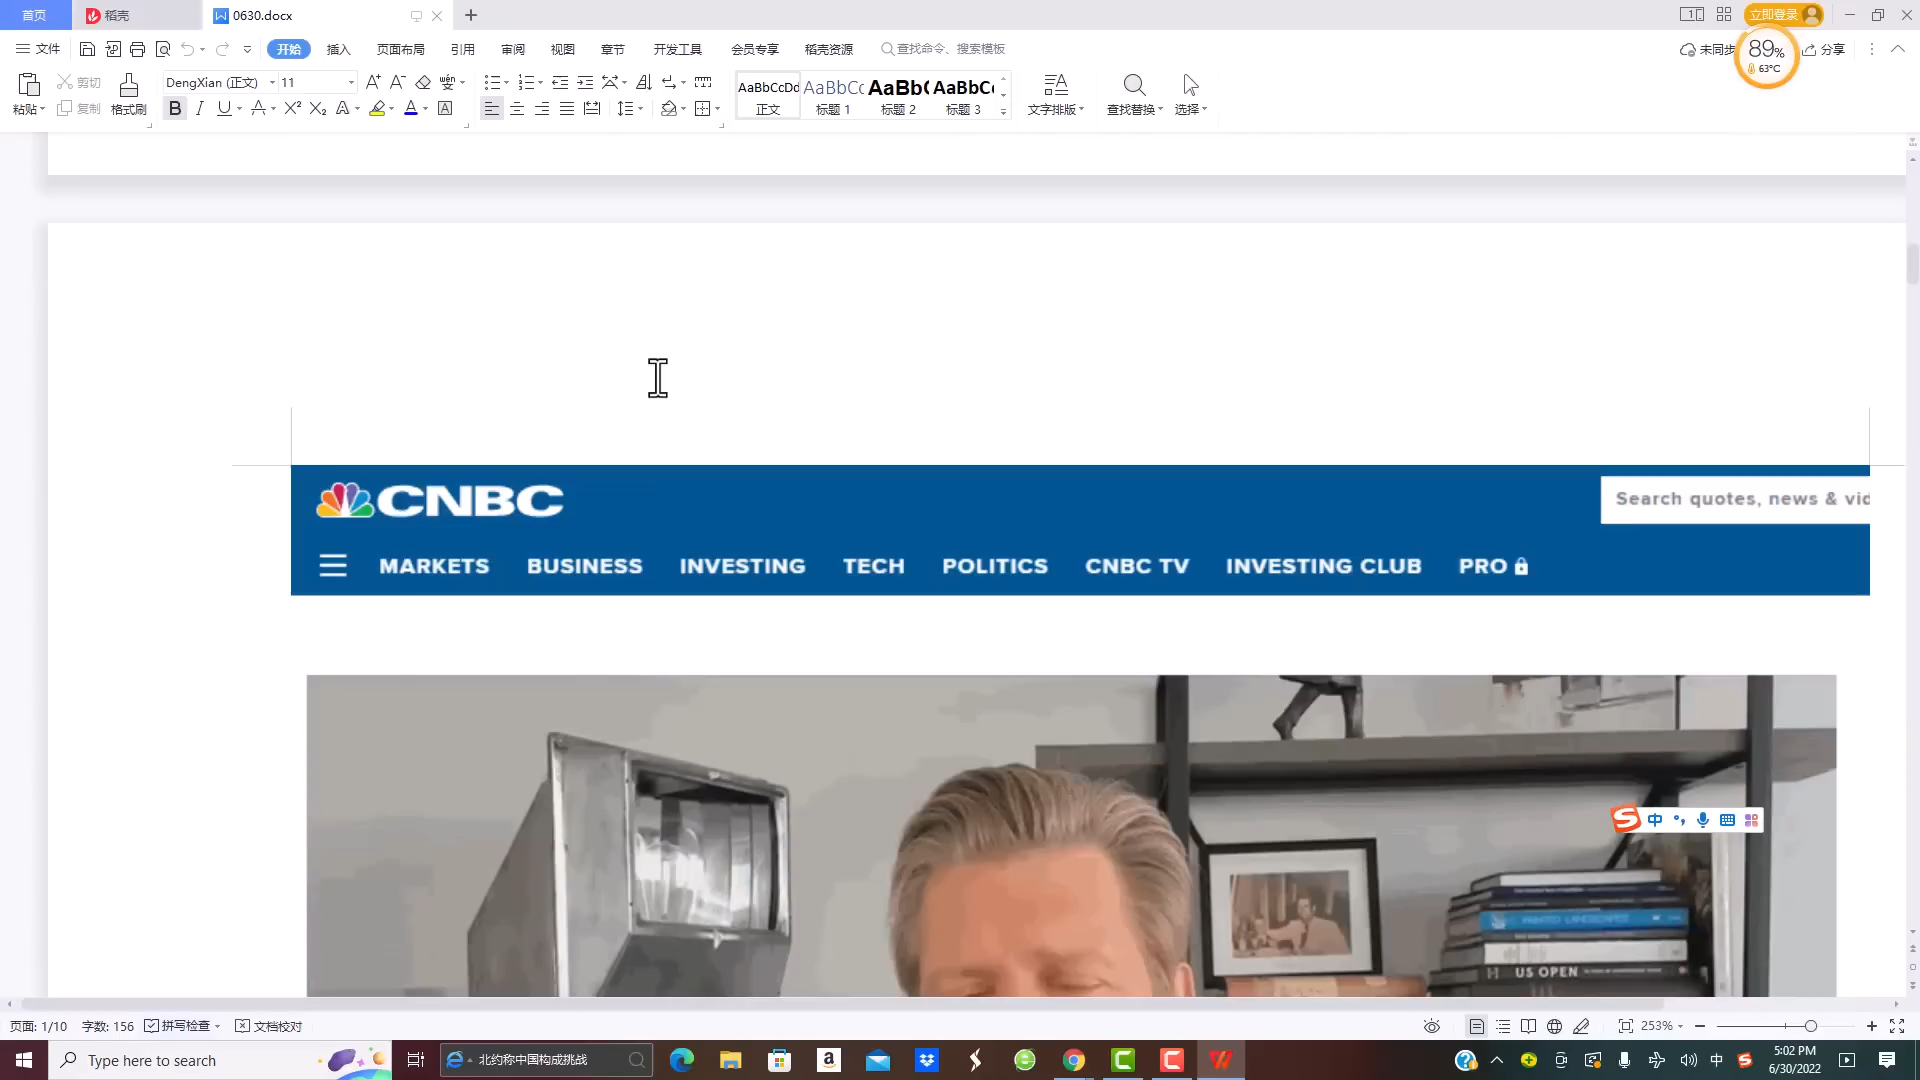 首页 稻壳 0630.docx 立即登录
文件 开始 插入 页面布局 引用 审阅 视图 章节 开发工具 会员专享 稻壳资源 查找命令、搜索模板 未同步 分享
89%
63°C
粘贴 剪切 复制 格式刷
DengXian (正文) 11
AaBbCcDd AaBbCc AaBb( AaBbC
正文 标题 1 标题 2 标题 3 文字排版 查找替换 选择
CNBC
Search quotes, news & vid
MARKETS BUSINESS INVESTING TECH POLITICS CNBC TV INVESTING CLUB PRO
中
US OPEN
页面: 1/10 字数: 156 拼写检查 文档校对 253%
Type here to search 北约称中国构成挑战 中 5:02 PM
6/30/2022